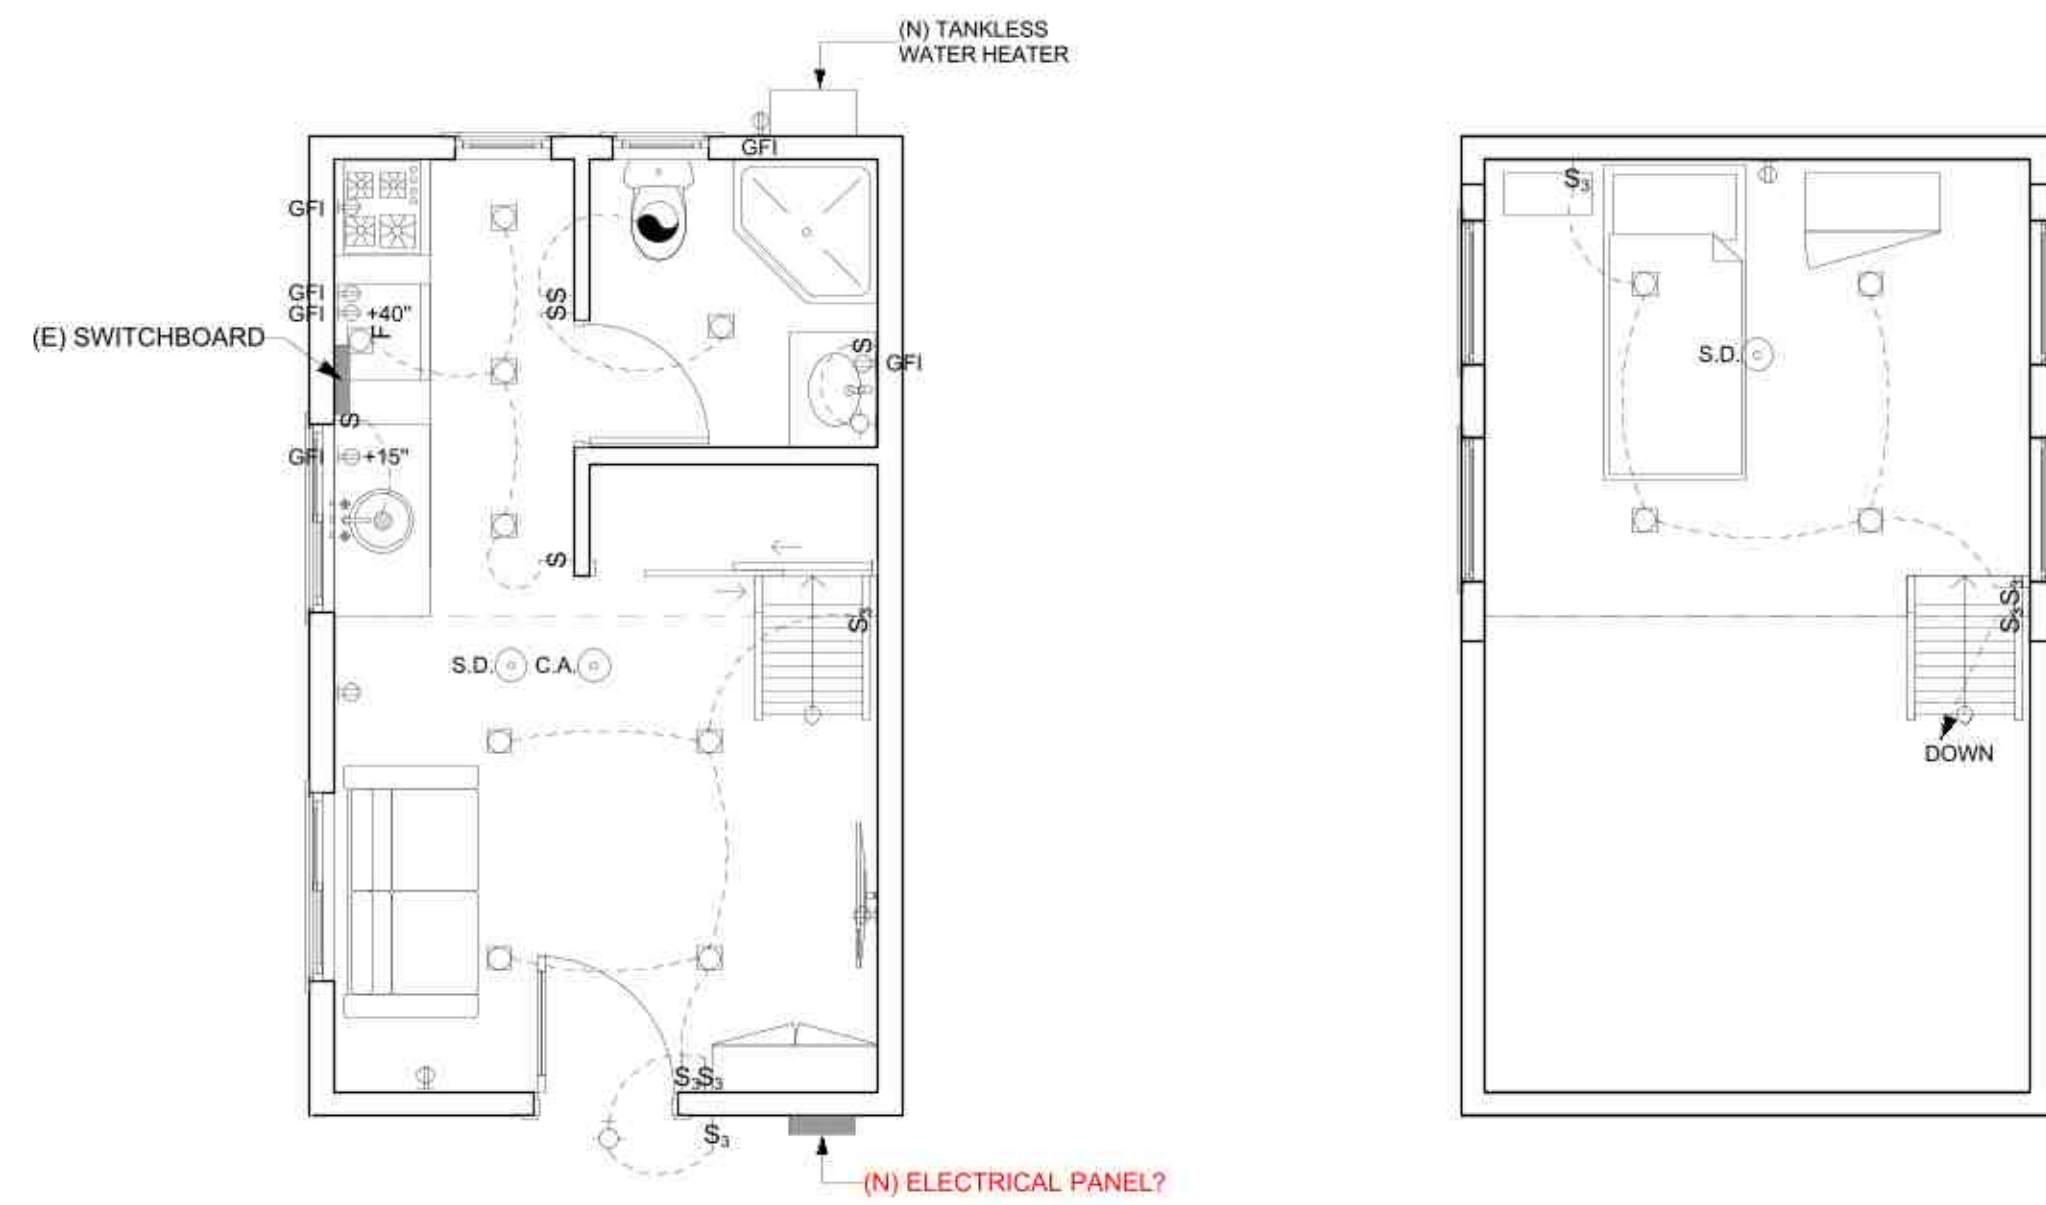 (N) TANKLESS
WATER HEATER
GFI
GFI
S₃
GFI
SS
GFI +40"
F
(E) SWITCHBOARD
S
GFI
S.D.
S
GFI +15"
S
S₃S₃
S₃
S.D. C.A.
DOWN
S₃S₃
S₃
(N) ELECTRICAL PANEL?